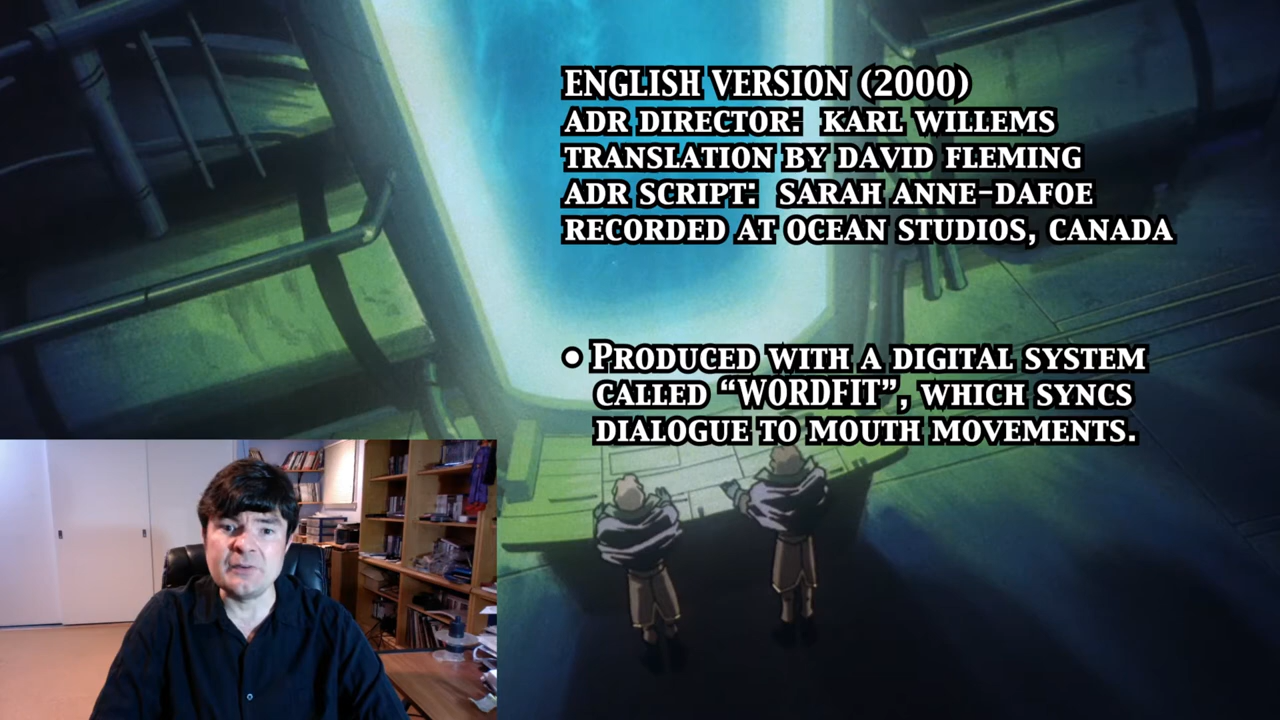 ENGLISH VERSION (2000)
ADR DIRECTOR: KARL WILLEMS
TRANSLATION BY DAVID FLEMING
ADR SCRIPT: SARAH ANNE-DAFOE
RECORDED AT OCEAN STUDIOS, CANADA
• PRODUCED WITH A DIGITAL SYSTEM
CALLED “WORDFIT”, WHICH SYNCS
DIALOGUE TO MOUTH MOVEMENTS.